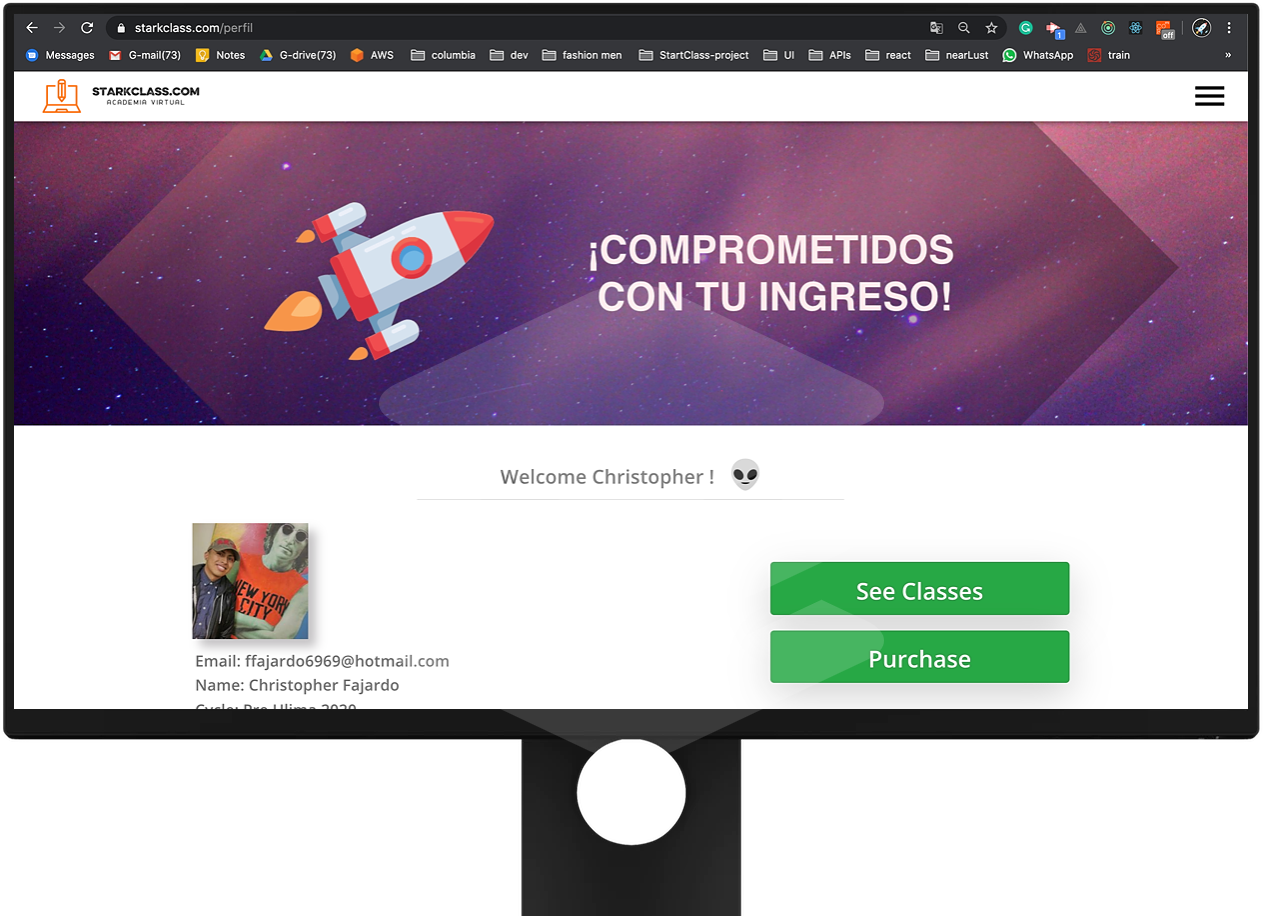 starkclass.com/perfil
1
off
Messages
G-mail(73)
Notes
G-drive(73)
AWS
columbia
dev
fashion men
StartClass-project
UI
APIs
react
nearLust
WhatsApp
train
»
STARKCLASS.COM
ACADEMIA VIRTUAL
¡COMPROMETIDOS
CON TU INGRESO!
Welcome Christopher !
NEW YORK
CITY
See Classes
Purchase
Email: ffajardo6969@hotmail.com
Name: Christopher Fajardo
Cycle: Pre Ulima 2020